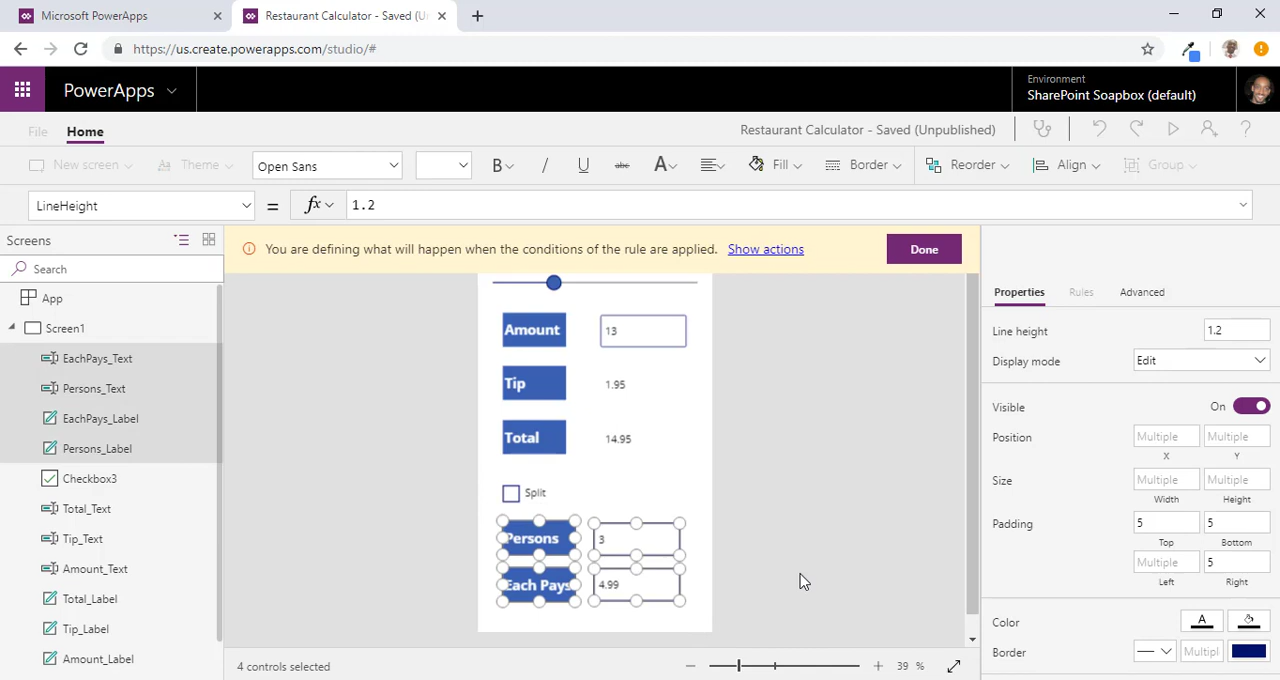 Microsoft PowerApps
Restaurant Calculator - Saved (U
https://us.create.powerapps.com/studio/#
PowerApps
Environment
SharePoint Soapbox (default)
File
Home
Restaurant Calculator - Saved (Unpublished)
?
New screen
Theme
Open Sans
B
/
U
abc
A
Fill
Border
Reorder
Align
Group
LineHeight
=
fx
1.2
Screens
You are defining what will happen when the conditions of the rule are applied. Show actions
Done
Search
App
Screen1
EachPays_Text
Persons_Text
EachPays_Label
Persons_Label
Checkbox3
Total_Text
Tip_Text
Amount_Text
Total_Label
Tip_Label
Amount_Label
Amount
13
Tip
1.95
Total
14.95
Split
Persons
3
Each Pays
4.99
4 controls selected
39 %
Properties
Rules
Advanced
Line height
1.2
Display mode
Edit
Visible
On
Position
Multiple
Multiple
X
Y
Size
Multiple
Multiple
Width
Height
Padding
5
5
Top
Bottom
Multiple
5
Left
Right
Color
A
Border
Multipl